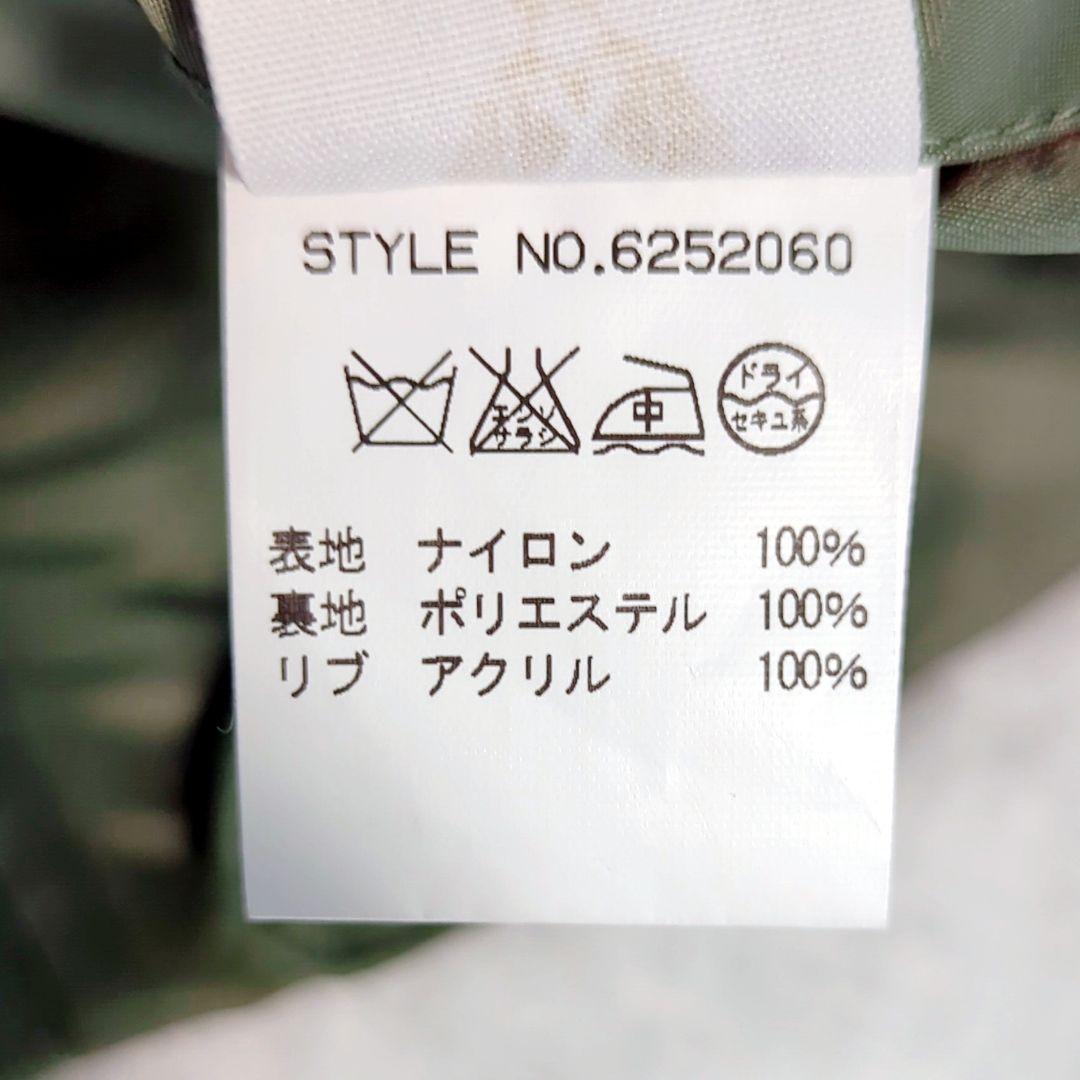 STYLE NO.6252060
エンソ
サラシ
中
ドライ
セキユ系
表地 ナイロン 100%
裏地 ポリエステル 100%
リブ アクリル 100%